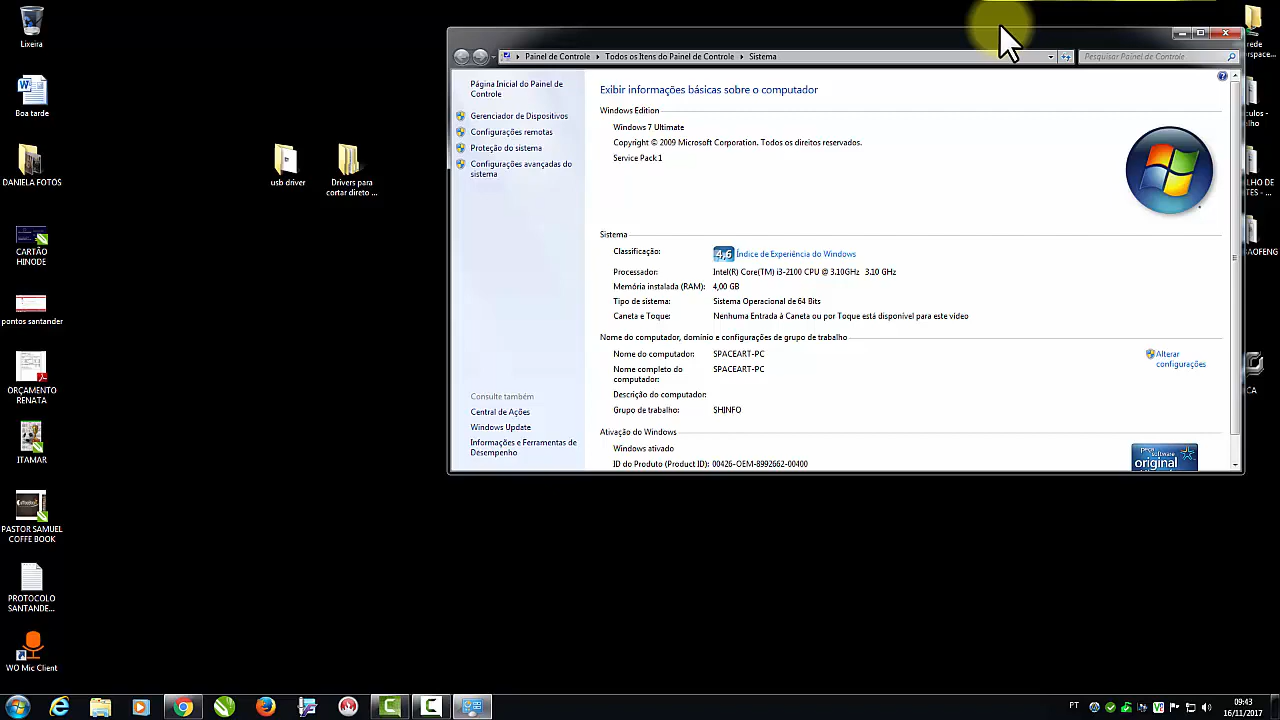 Lixeira
Boa tarde
DANIELA FOTOS
CARTÃO
HINODE
pontos santander
ORÇAMENTO
RENATA
ITAMAR
PASTOR SAMUEL
COFFE BOOK
PROTOCOLO
SANTANDE...
WO Mic Client
usb driver
Drivers para
cortar direto ...
Painel de Controle
Todos os Itens do Painel de Controle
Sistema
Pesquisar Painel de Controle
Página Inicial do Painel de
Controle
Gerenciador de Dispositivos
Configurações remotas
Proteção do sistema
Configurações avançadas do
sistema
Consulte também
Central de Ações
Windows Update
Informações e Ferramentas de
Desempenho
Exibir informações básicas sobre o computador
Windows Edition
Windows 7 Ultimate
Copyright © 2009 Microsoft Corporation. Todos os direitos reservados.
Service Pack 1
Sistema
Classificação: 4,6 Índice de Experiência do Windows
Processador: Intel(R) Core(TM) i3-2100 CPU @ 3.10GHz 3.10 GHz
Memória instalada (RAM): 4,00 GB
Tipo de sistema: Sistema Operacional de 64 Bits
Caneta e Toque: Nenhuma Entrada à Caneta ou por Toque está disponível para este vídeo
Nome do computador, domínio e configurações de grupo de trabalho
Nome do computador: SPACEART-PC
Alterar
configurações
Nome completo do
computador: SPACEART-PC
Descrição do computador:
Grupo de trabalho: SHINFO
Ativação do Windows
Windows ativado
ID do Produto (Product ID): 00426-OEM-8992662-00400
peça software
original
rede
PT
09:43
16/11/2017